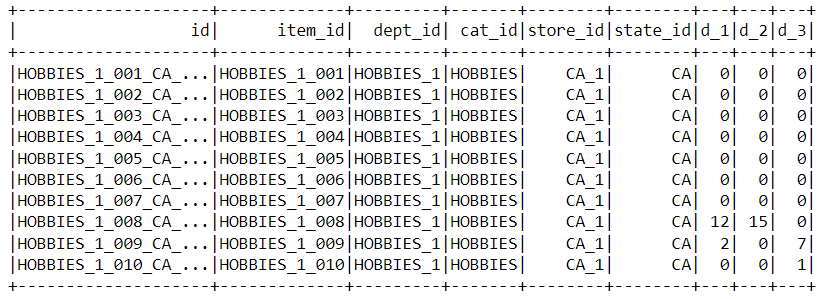 +--------------------+-------------+---------+-------+--------+--------+---+---+---+
|                  id|      item_id|  dept_id| cat_id|store_id|state_id|d_1|d_2|d_3|
+--------------------+-------------+---------+-------+--------+--------+---+---+---+
|HOBBIES_1_001_CA_...|HOBBIES_1_001|HOBBIES_1|HOBBIES|    CA_1|      CA|  0|  0|  0|
|HOBBIES_1_002_CA_...|HOBBIES_1_002|HOBBIES_1|HOBBIES|    CA_1|      CA|  0|  0|  0|
|HOBBIES_1_003_CA_...|HOBBIES_1_003|HOBBIES_1|HOBBIES|    CA_1|      CA|  0|  0|  0|
|HOBBIES_1_004_CA_...|HOBBIES_1_004|HOBBIES_1|HOBBIES|    CA_1|      CA|  0|  0|  0|
|HOBBIES_1_005_CA_...|HOBBIES_1_005|HOBBIES_1|HOBBIES|    CA_1|      CA|  0|  0|  0|
|HOBBIES_1_006_CA_...|HOBBIES_1_006|HOBBIES_1|HOBBIES|    CA_1|      CA|  0|  0|  0|
|HOBBIES_1_007_CA_...|HOBBIES_1_007|HOBBIES_1|HOBBIES|    CA_1|      CA|  0|  0|  0|
|HOBBIES_1_008_CA_...|HOBBIES_1_008|HOBBIES_1|HOBBIES|    CA_1|      CA| 12| 15|  0|
|HOBBIES_1_009_CA_...|HOBBIES_1_009|HOBBIES_1|HOBBIES|    CA_1|      CA|  2|  0|  7|
|HOBBIES_1_010_CA_...|HOBBIES_1_010|HOBBIES_1|HOBBIES|    CA_1|      CA|  0|  0|  1|
+--------------------+-------------+---------+-------+--------+--------+---+---+---+